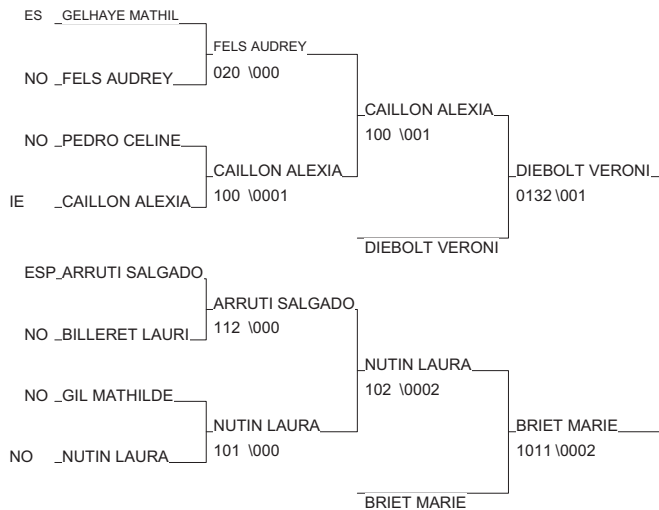 ES GELHAYE MATHIL
FELS AUDREY
020 \000
NO FELS AUDREY
CAILLON ALEXIA
100 \001
NO PEDRO CELINE
CAILLON ALEXIA
100 \0001
DIEBOLT VERONI
0132 \001
IE CAILLON ALEXIA
DIEBOLT VERONI
ESP ARRUTI SALGADO
ARRUTI SALGADO
112 \000
NO BILLERET LAURI
NUTIN LAURA
102 \0002
NO GIL MATHILDE
NUTIN LAURA
101 \000
BRIET MARIE
1011 \0002
NO NUTIN LAURA
BRIET MARIE